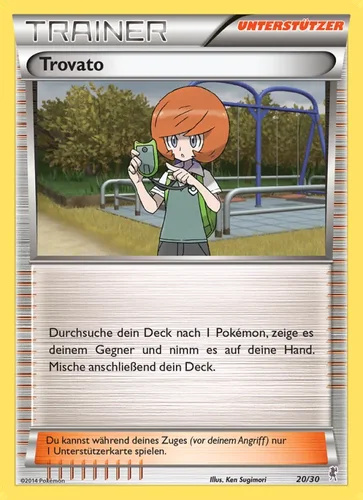 TRAINER
UNTERSTÜTZER
Trovato
Durchsuche dein Deck nach 1 Pokémon, zeige es
deinem Gegner und nimm es auf deine Hand.
Mische anschließend dein Deck.
Du kannst während deines Zuges (vor deinem Angriff) nur
1 Unterstützerkarte spielen.
©2014 Pokémon
Illus. Ken Sugimori
20/30